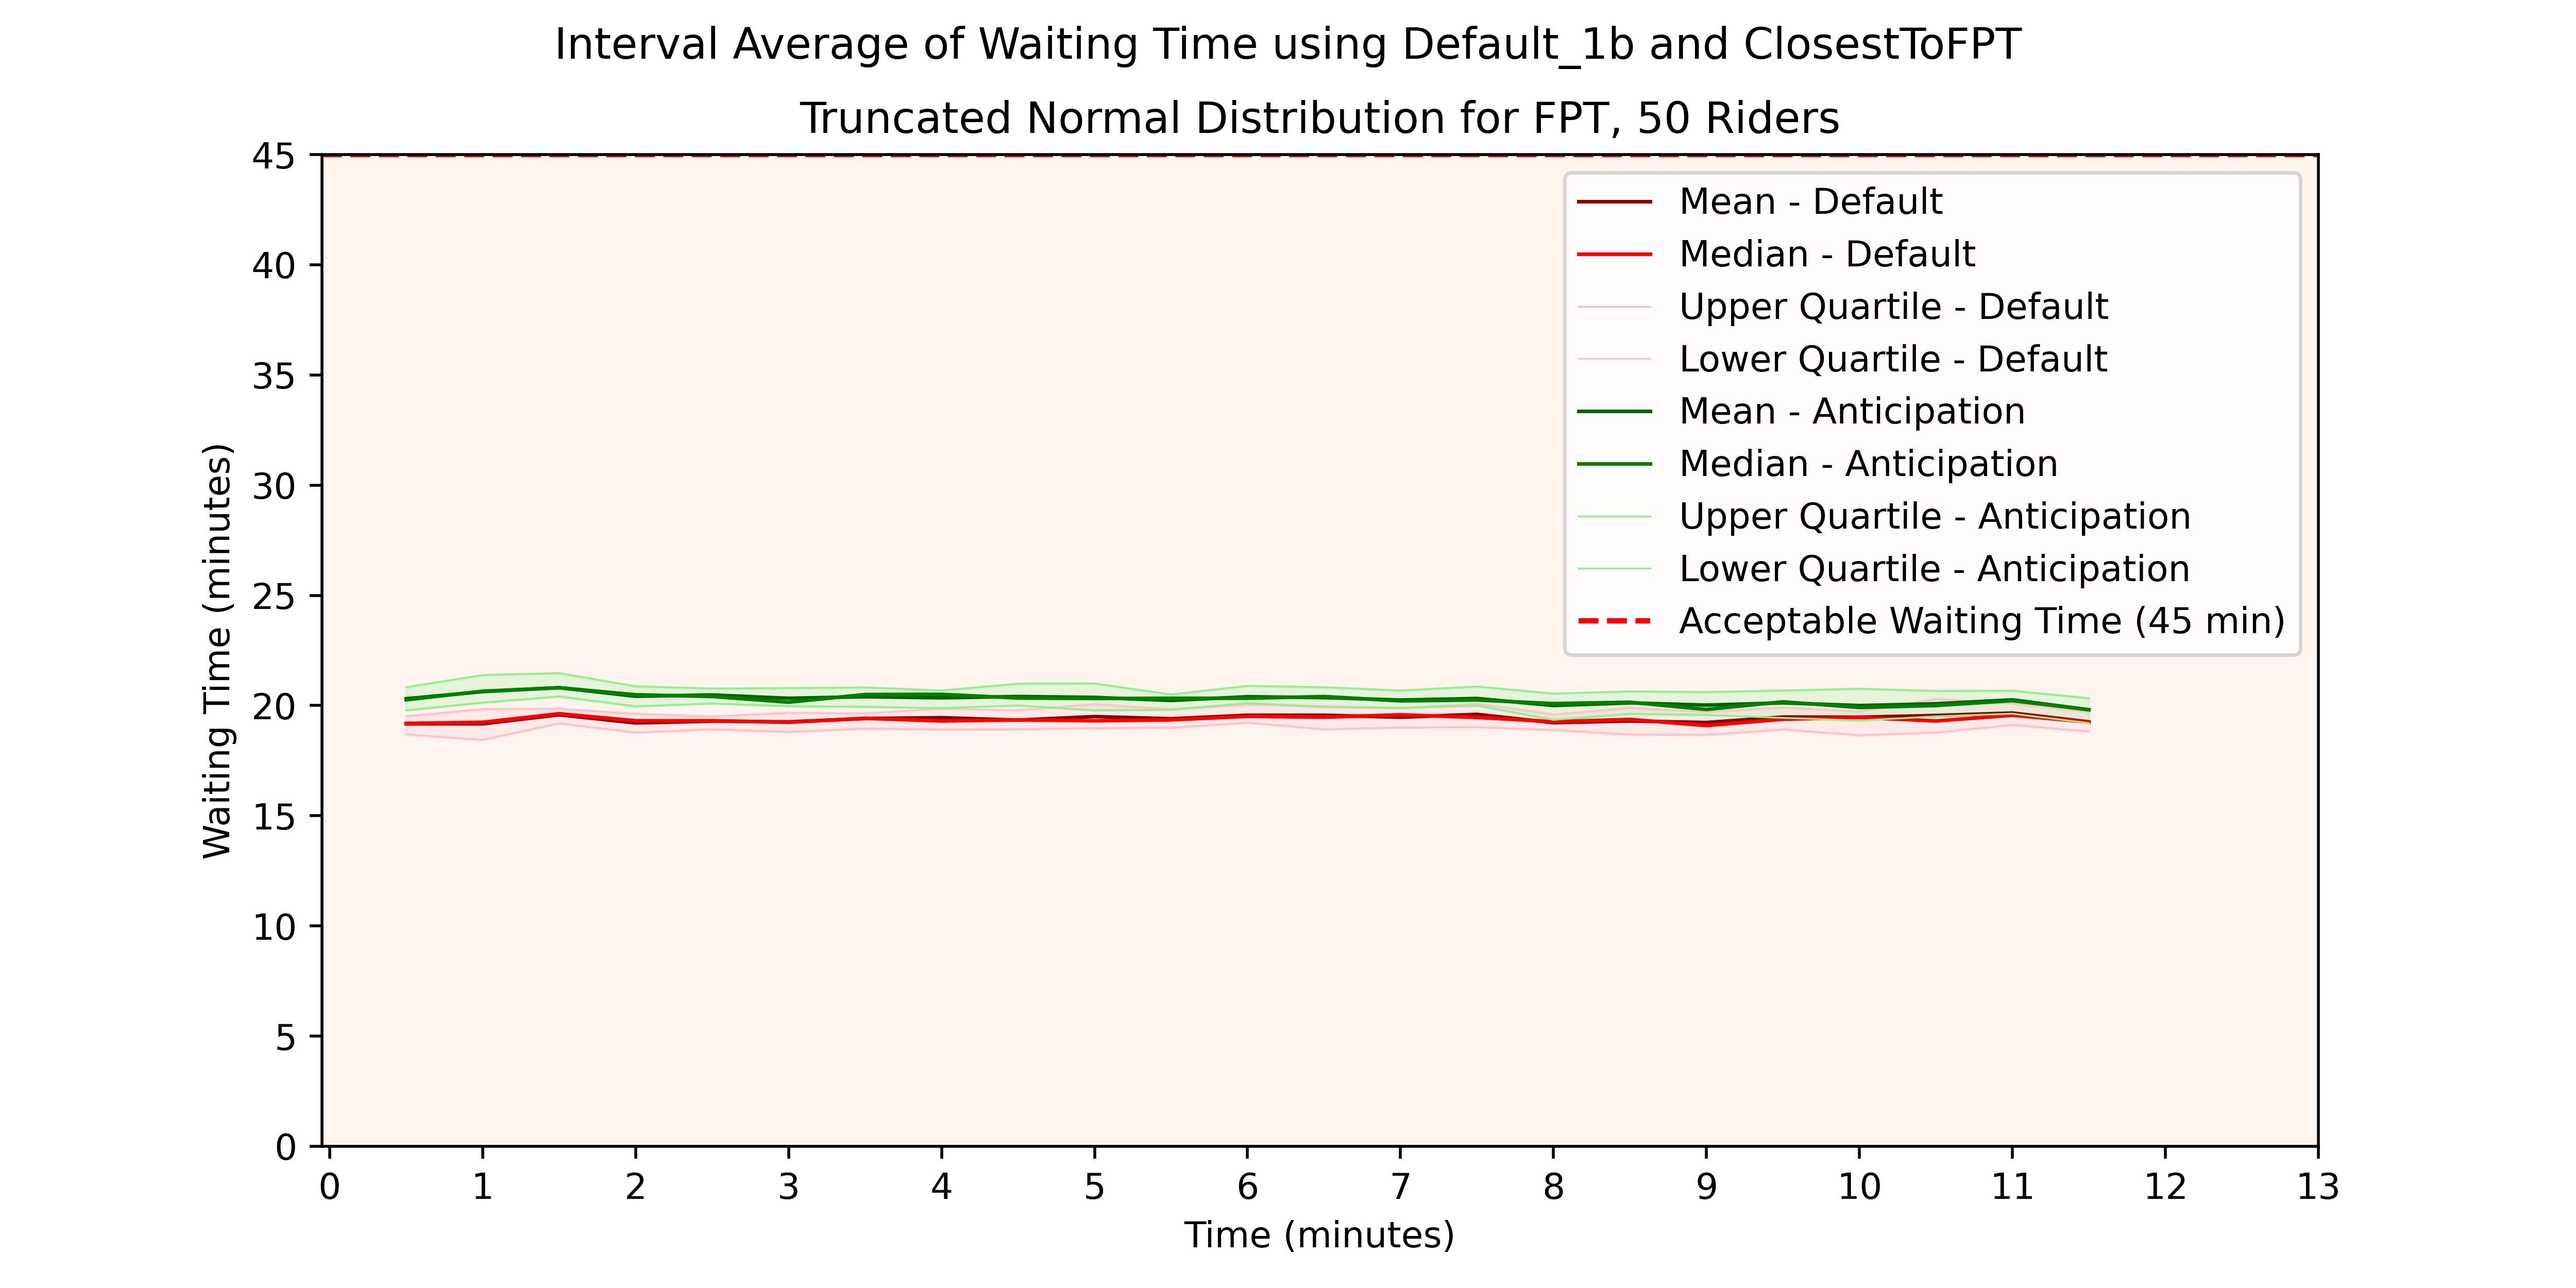 Interval Average of Waiting Time using Default_1b and ClosestToFPT
Truncated Normal Distribution for FPT, 50 Riders
45
40
35
30
25
20
15
10
5
0
Waiting Time (minutes)
Mean - Default
Median - Default
Upper Quartile - Default
Lower Quartile - Default
Mean - Anticipation
Median - Anticipation
Upper Quartile - Anticipation
Lower Quartile - Anticipation
Acceptable Waiting Time (45 min)
0 1 2 3 4 5 6 7 8 9 10 11 12 13
Time (minutes)